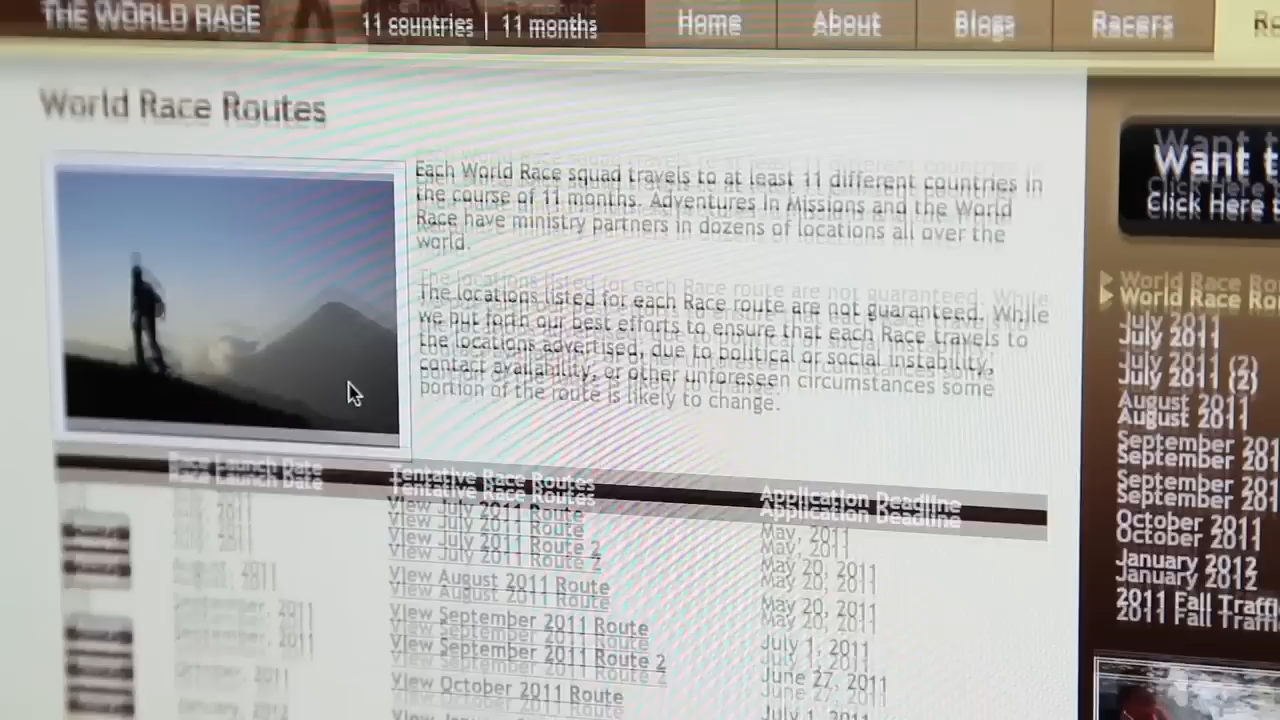 THE WORLD RACE
11 countries | 11 months
Home
About
Blogs
Racers
World Race Routes
Each World Race squad travels to at least 11 different countries in
the course of 11 months. Adventures In Missions and the World
Race have ministry partners in dozens of locations all over the
world.
The locations listed for each Race route are not guaranteed. While
we put forth our best efforts to ensure that each Race travels to
the locations advertised, due to political or social instability,
contact availability, or other unforeseen circumstances some
portion of the route is likely to change.
Want t
Click Here t
World Race Ro
July 2011
July 2011 (2)
August 2011
September 201
September 201
October 2011
January 2012
2011 Fall Traffi
Race Launch Date
Tentative Race Routes
Application Deadline
View July 2011 Route
May, 2011
View July 2011 Route 2
May 20, 2011
August, 2011
View August 2011 Route
May 20, 2011
September, 2011
View September 2011 Route
July 1, 2011
September, 2011
View September 2011 Route 2
June 27, 2011
View October 2011 Route
July 1, 2011
January, 2012